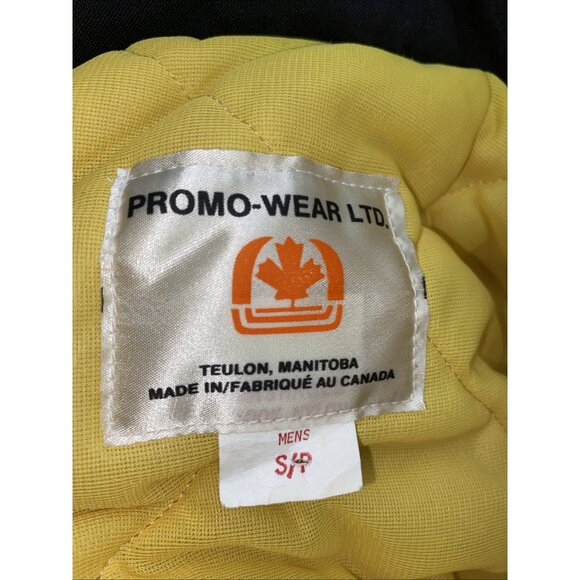 PROMO-WEAR LTD.
TEULON, MANITOBA
MADE IN/FABRIQUÉ AU CANADA
MENS
S/P